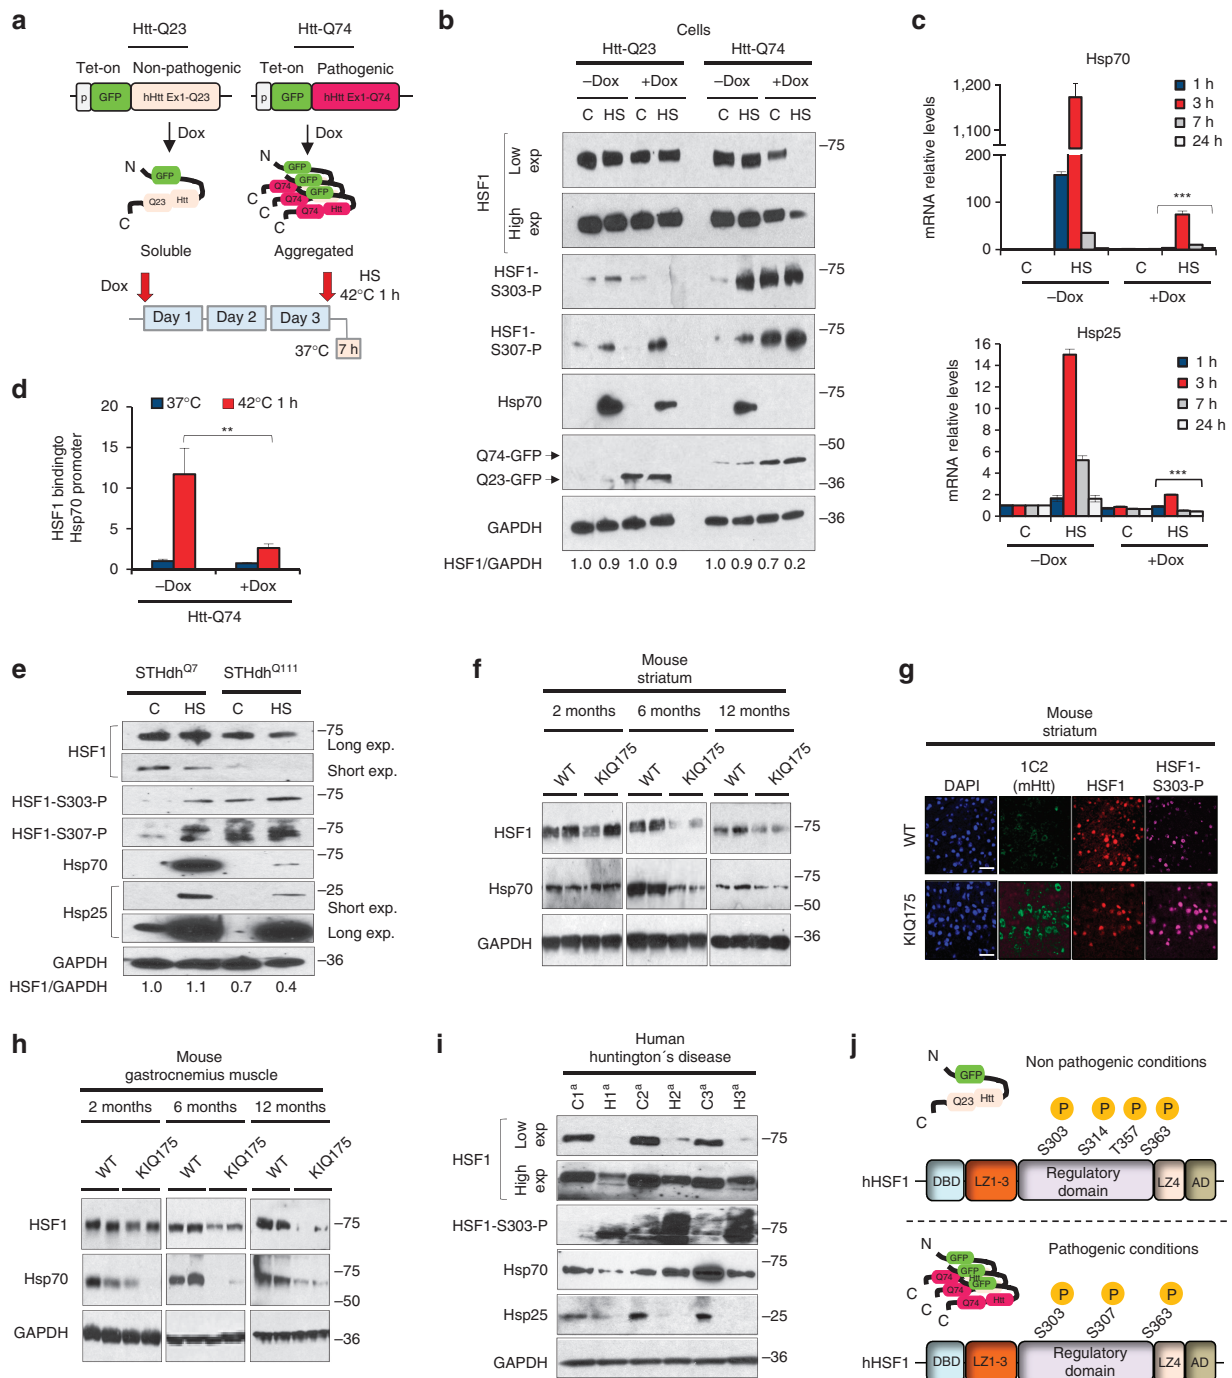 a
Htt-Q23
Htt-Q74
Tet-on
Non-pathogenic
Tet-on
Pathogenic
p
GFP
hHtt Ex1-Q23
p
GFP
hHtt Ex1-Q74
Dox
Dox
N
GFP
Q23
Htt
C
N
GFP
GFP
GFP
Q74
Q74
Q74
Htt
C
C
C
Soluble
Aggregated
Dox
HS
42°C 1 h
Day 1
Day 2
Day 3
37°C
7 h
b
Cells
Htt-Q23
Htt-Q74
–Dox
+Dox
–Dox
+Dox
C HS C HS C HS C HS
HSF1
Low exp
High exp
HSF1-S303-P
HSF1-S307-P
Hsp70
Q74-GFP
Q23-GFP
GAPDH
–75
–75
–75
–75
–50
–36
–36
HSF1/GAPDH 1.0 0.9 1.0 0.9 1.0 0.9 0.7 0.2
c
Hsp70
mRNA relative levels
1,200
1,100
200
100
0
1 h
3 h
7 h
24 h
***
C HS C HS
–Dox
+Dox
Hsp25
mRNA relative levels
16
14
12
10
8
6
4
2
0
1 h
3 h
7 h
24 h
***
C HS C HS
–Dox
+Dox
d
37°C
42°C 1 h
HSF1 bindingto
Hsp70 promoter
20
15
10
5
0
**
–Dox
+Dox
Htt-Q74
e
STHdhQ7
STHdhQ111
C HS C HS
HSF1
–75
Long exp.
Short exp.
HSF1-S303-P
–75
HSF1-S307-P
–75
Hsp70
–75
Hsp25
–25
Short exp.
Long exp.
GAPDH
–36
HSF1/GAPDH 1.0 1.1 0.7 0.4
f
Mouse
striatum
2 months
6 months
12 months
WT
KIQ175
WT
KIQ175
WT
KIQ175
HSF1
–75
Hsp70
–75
–50
GAPDH
–36
g
Mouse
striatum
DAPI
1C2
(mHtt)
HSF1
HSF1-
S303-P
WT
KIQ175
h
Mouse
gastrocnemius muscle
2 months
6 months
12 months
WT
KIQ175
WT
KIQ175
WT
KIQ175
HSF1
–75
Hsp70
–75
–50
GAPDH
–36
i
Human
huntington´s disease
C1a H1a C2a H2a C3a H3a
HSF1
Low exp
High exp
–75
HSF1-S303-P
–75
Hsp70
–75
Hsp25
–25
GAPDH
–36
j
N
GFP
Q23
Htt
C
Non pathogenic conditions
P P P P
S303 S314 T357 S363
hHSF1
DBD
LZ1-3
Regulatory
domain
LZ4
AD
N
GFP
GFP
GFP
Q74
Q74
Q74
Htt
Htt
C
C
C
Pathogenic conditions
P P P
S303 S307 S363
hHSF1
DBD
LZ1-3
Regulatory
domain
LZ4
AD